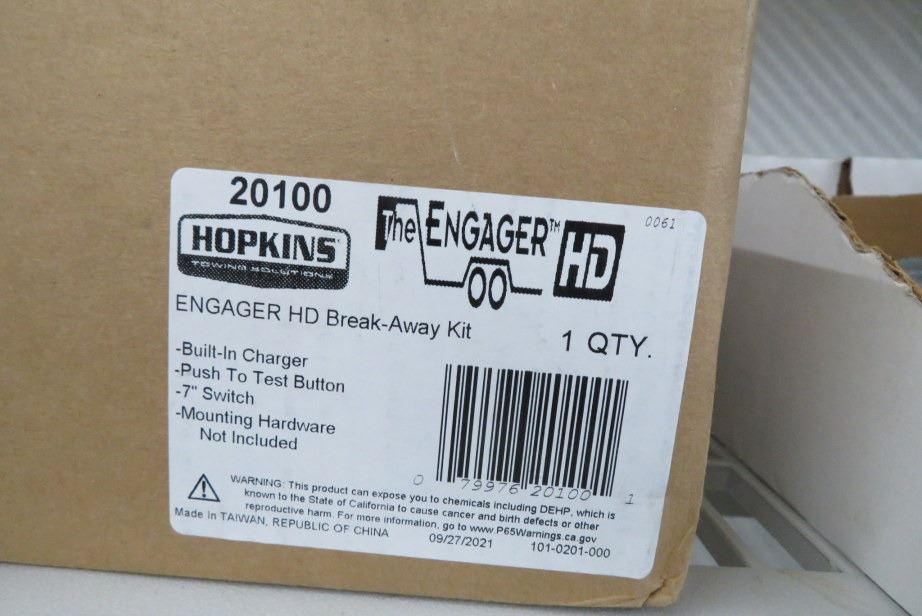 20100
0061
HOPKINS
TOWING SOLUTIONS
The ENGAGER™ HD
ENGAGER HD Break-Away Kit
1 QTY.
-Built-In Charger
-Push To Test Button
-7" Switch
-Mounting Hardware
Not Included
0 79976 20100 1
WARNING: This product can expose you to chemicals including DEHP, which is
known to the State of California to cause cancer and birth defects or other
reproductive harm. For more information, go to www.P65Warnings.ca.gov
Made In TAIWAN, REPUBLIC OF CHINA
09/27/2021
101-0201-000